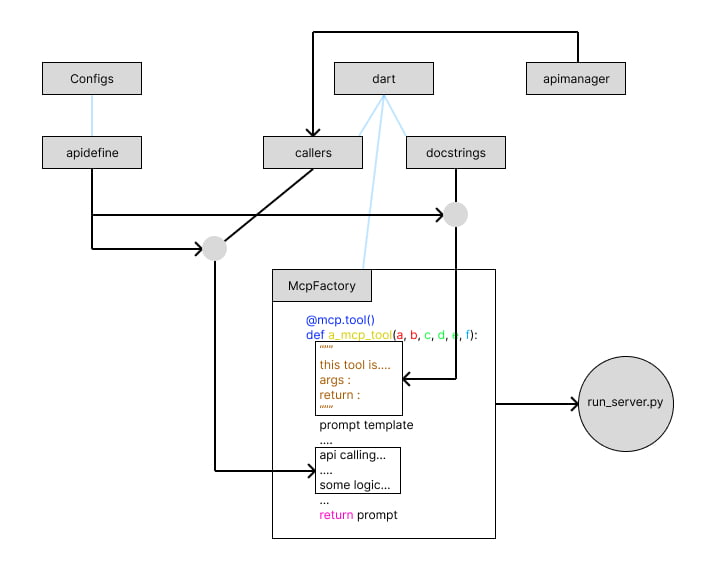 Configs
dart
apimanager
apidefine
callers
docstrings
McpFactory
@mcp.tool()
def a_mcp_tool(a, b, c, d, e, f):
"""
this tool is....
args :
return :
"""
prompt template
....
api calling...
....
some logic...
...
return prompt
run_server.py